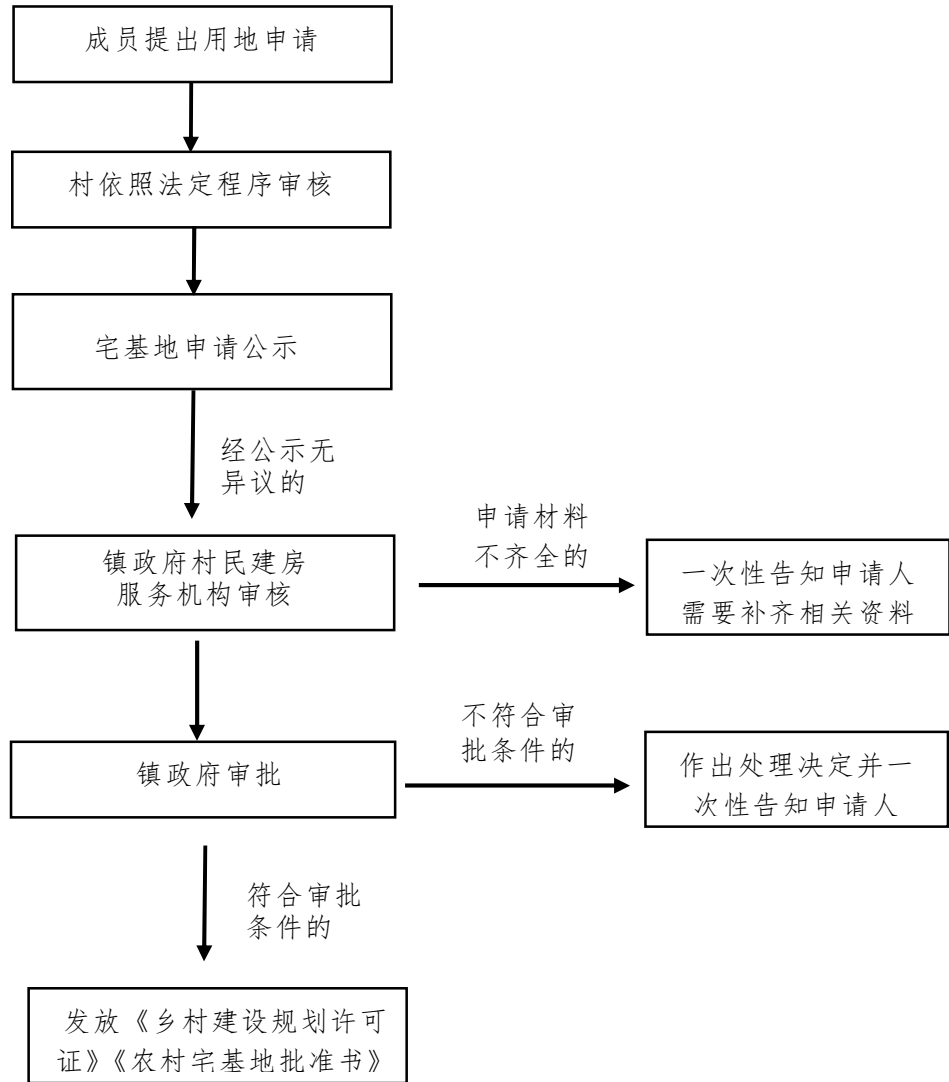 成员提出用地申请
村依照法定程序审核
宅基地申请公示
经公示无
异议的
镇政府村民建房
服务机构审核
申请材料
不齐全的
一次性告知申请人
需要补齐相关资料
镇政府审批
不符合审
批条件的
作出处理决定并一
次性告知申请人
符合审批
条件的
发放《乡村建设规划许可
证》《农村宅基地批准书》